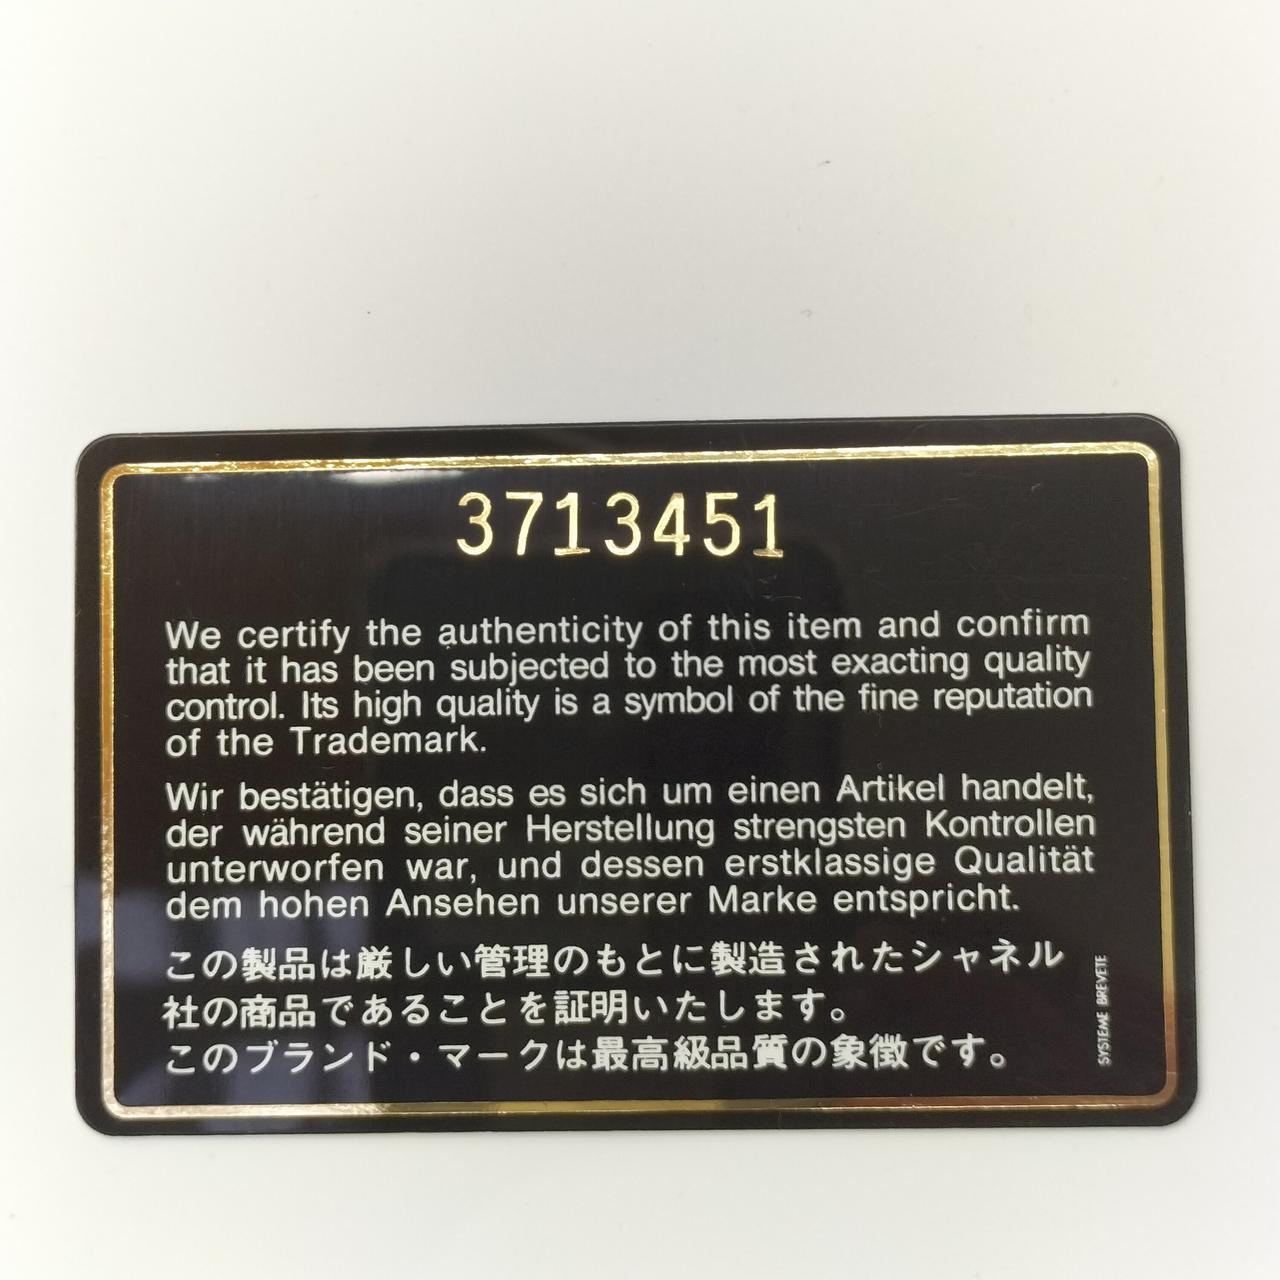 3713451
We certify the authenticity of this item and confirm
that it has been subjected to the most exacting quality
control. Its high quality is a symbol of the fine reputation
of the Trademark.
Wir bestätigen, dass es sich um einen Artikel handelt,
der während seiner Herstellung strengsten Kontrollen
unterworfen war, und dessen erstklassige Qualität
dem hohen Ansehen unserer Marke entspricht.
この製品は厳しい管理のもとに製造されたシャネル
社の商品であることを証明いたします。
このブランド・マークは最高級品質の象徴です。
SYSTEME BREVETE